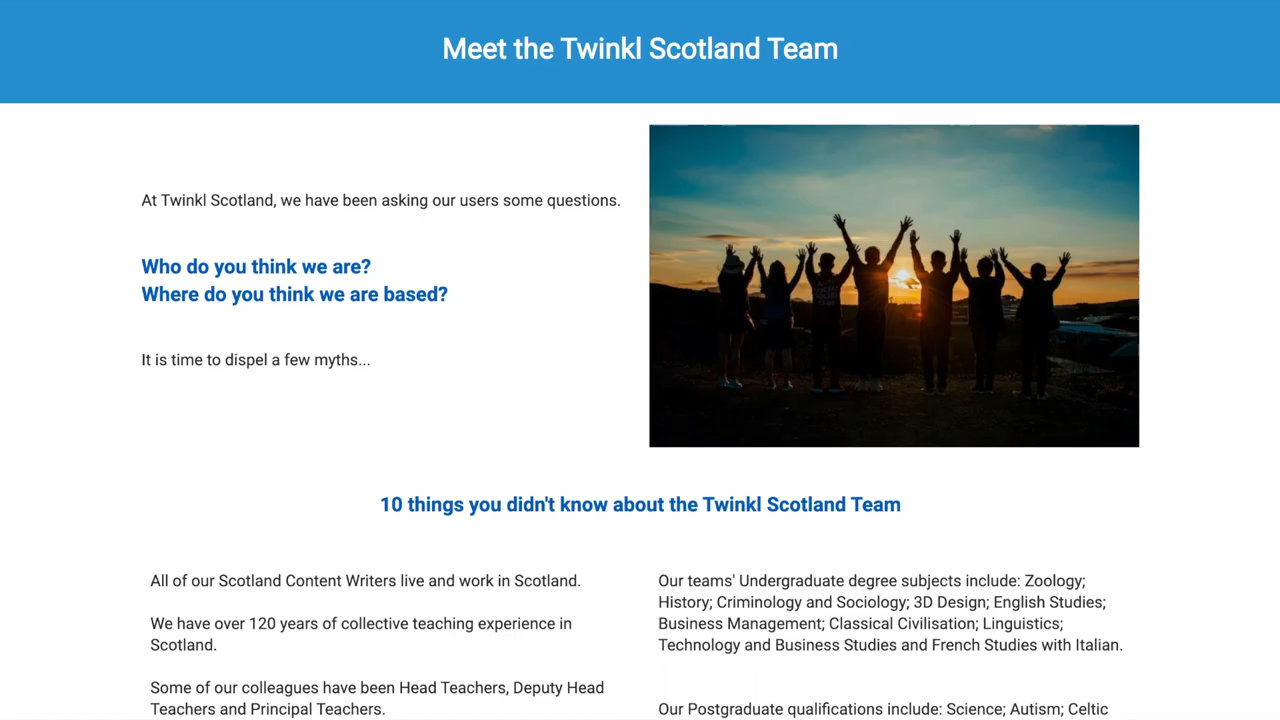 Meet the Twinkl Scotland Team
At Twinkl Scotland, we have been asking our users some questions.
Who do you think we are?
Where do you think we are based?
It is time to dispel a few myths...
10 things you didn't know about the Twinkl Scotland Team
All of our Scotland Content Writers live and work in Scotland.
We have over 120 years of collective teaching experience in
Scotland.
Some of our colleagues have been Head Teachers, Deputy Head
Teachers and Principal Teachers.
Our teams' Undergraduate degree subjects include: Zoology;
History; Criminology and Sociology; 3D Design; English Studies;
Business Management; Classical Civilisation; Linguistics;
Technology and Business Studies and French Studies with Italian.
Our Postgraduate qualifications include: Science; Autism; Celtic